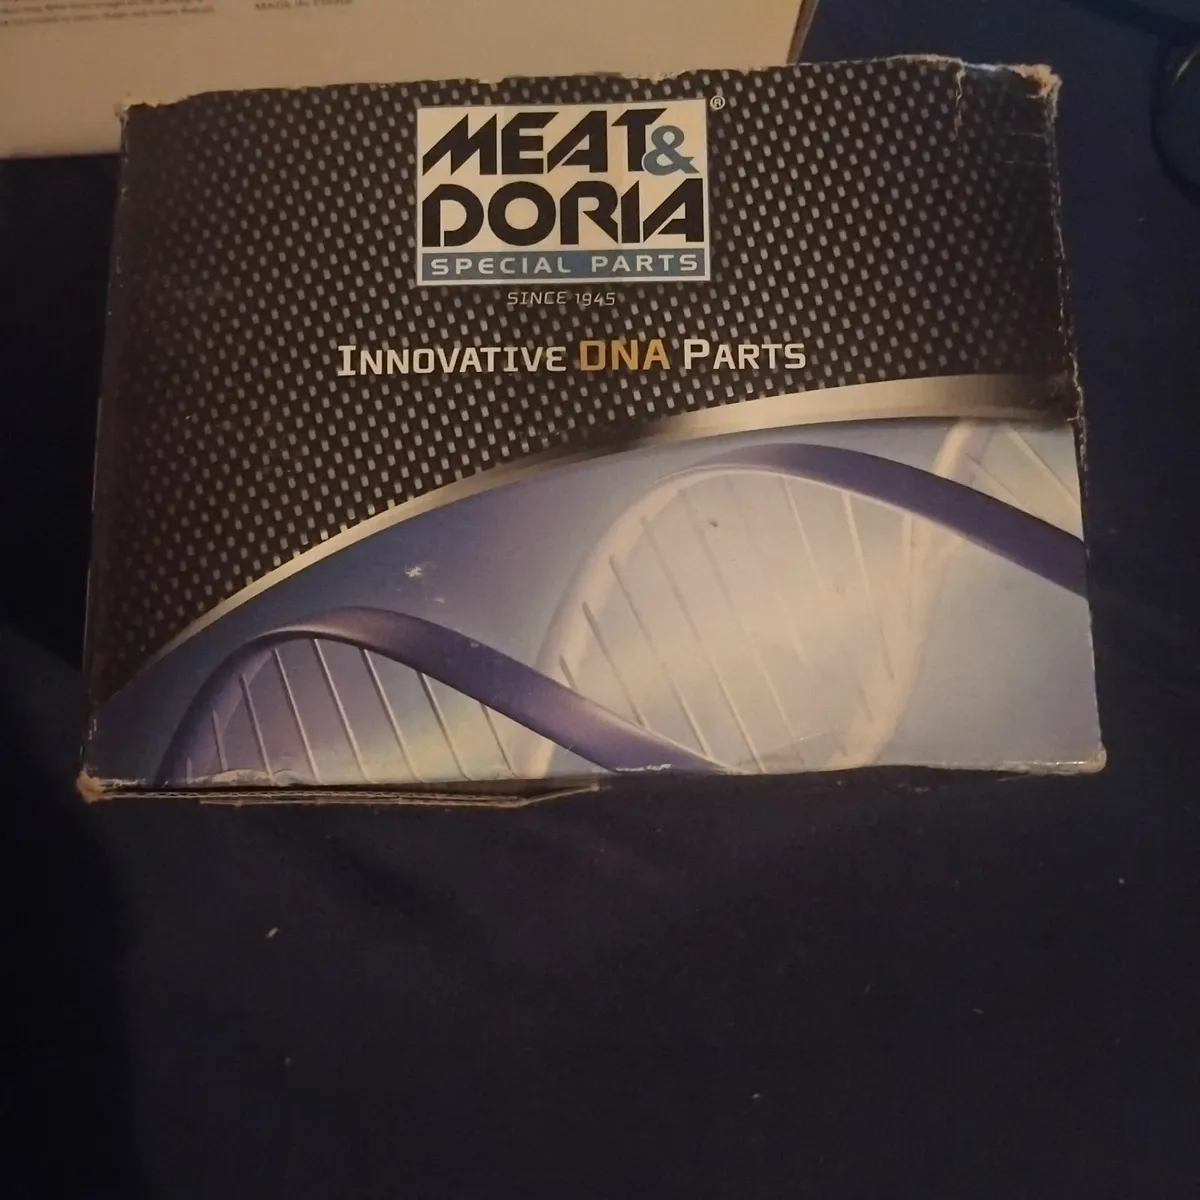 MEAT&
DORIA
®
SPECIAL PARTS
SINCE 1945
INNOVATIVE DNA PARTS